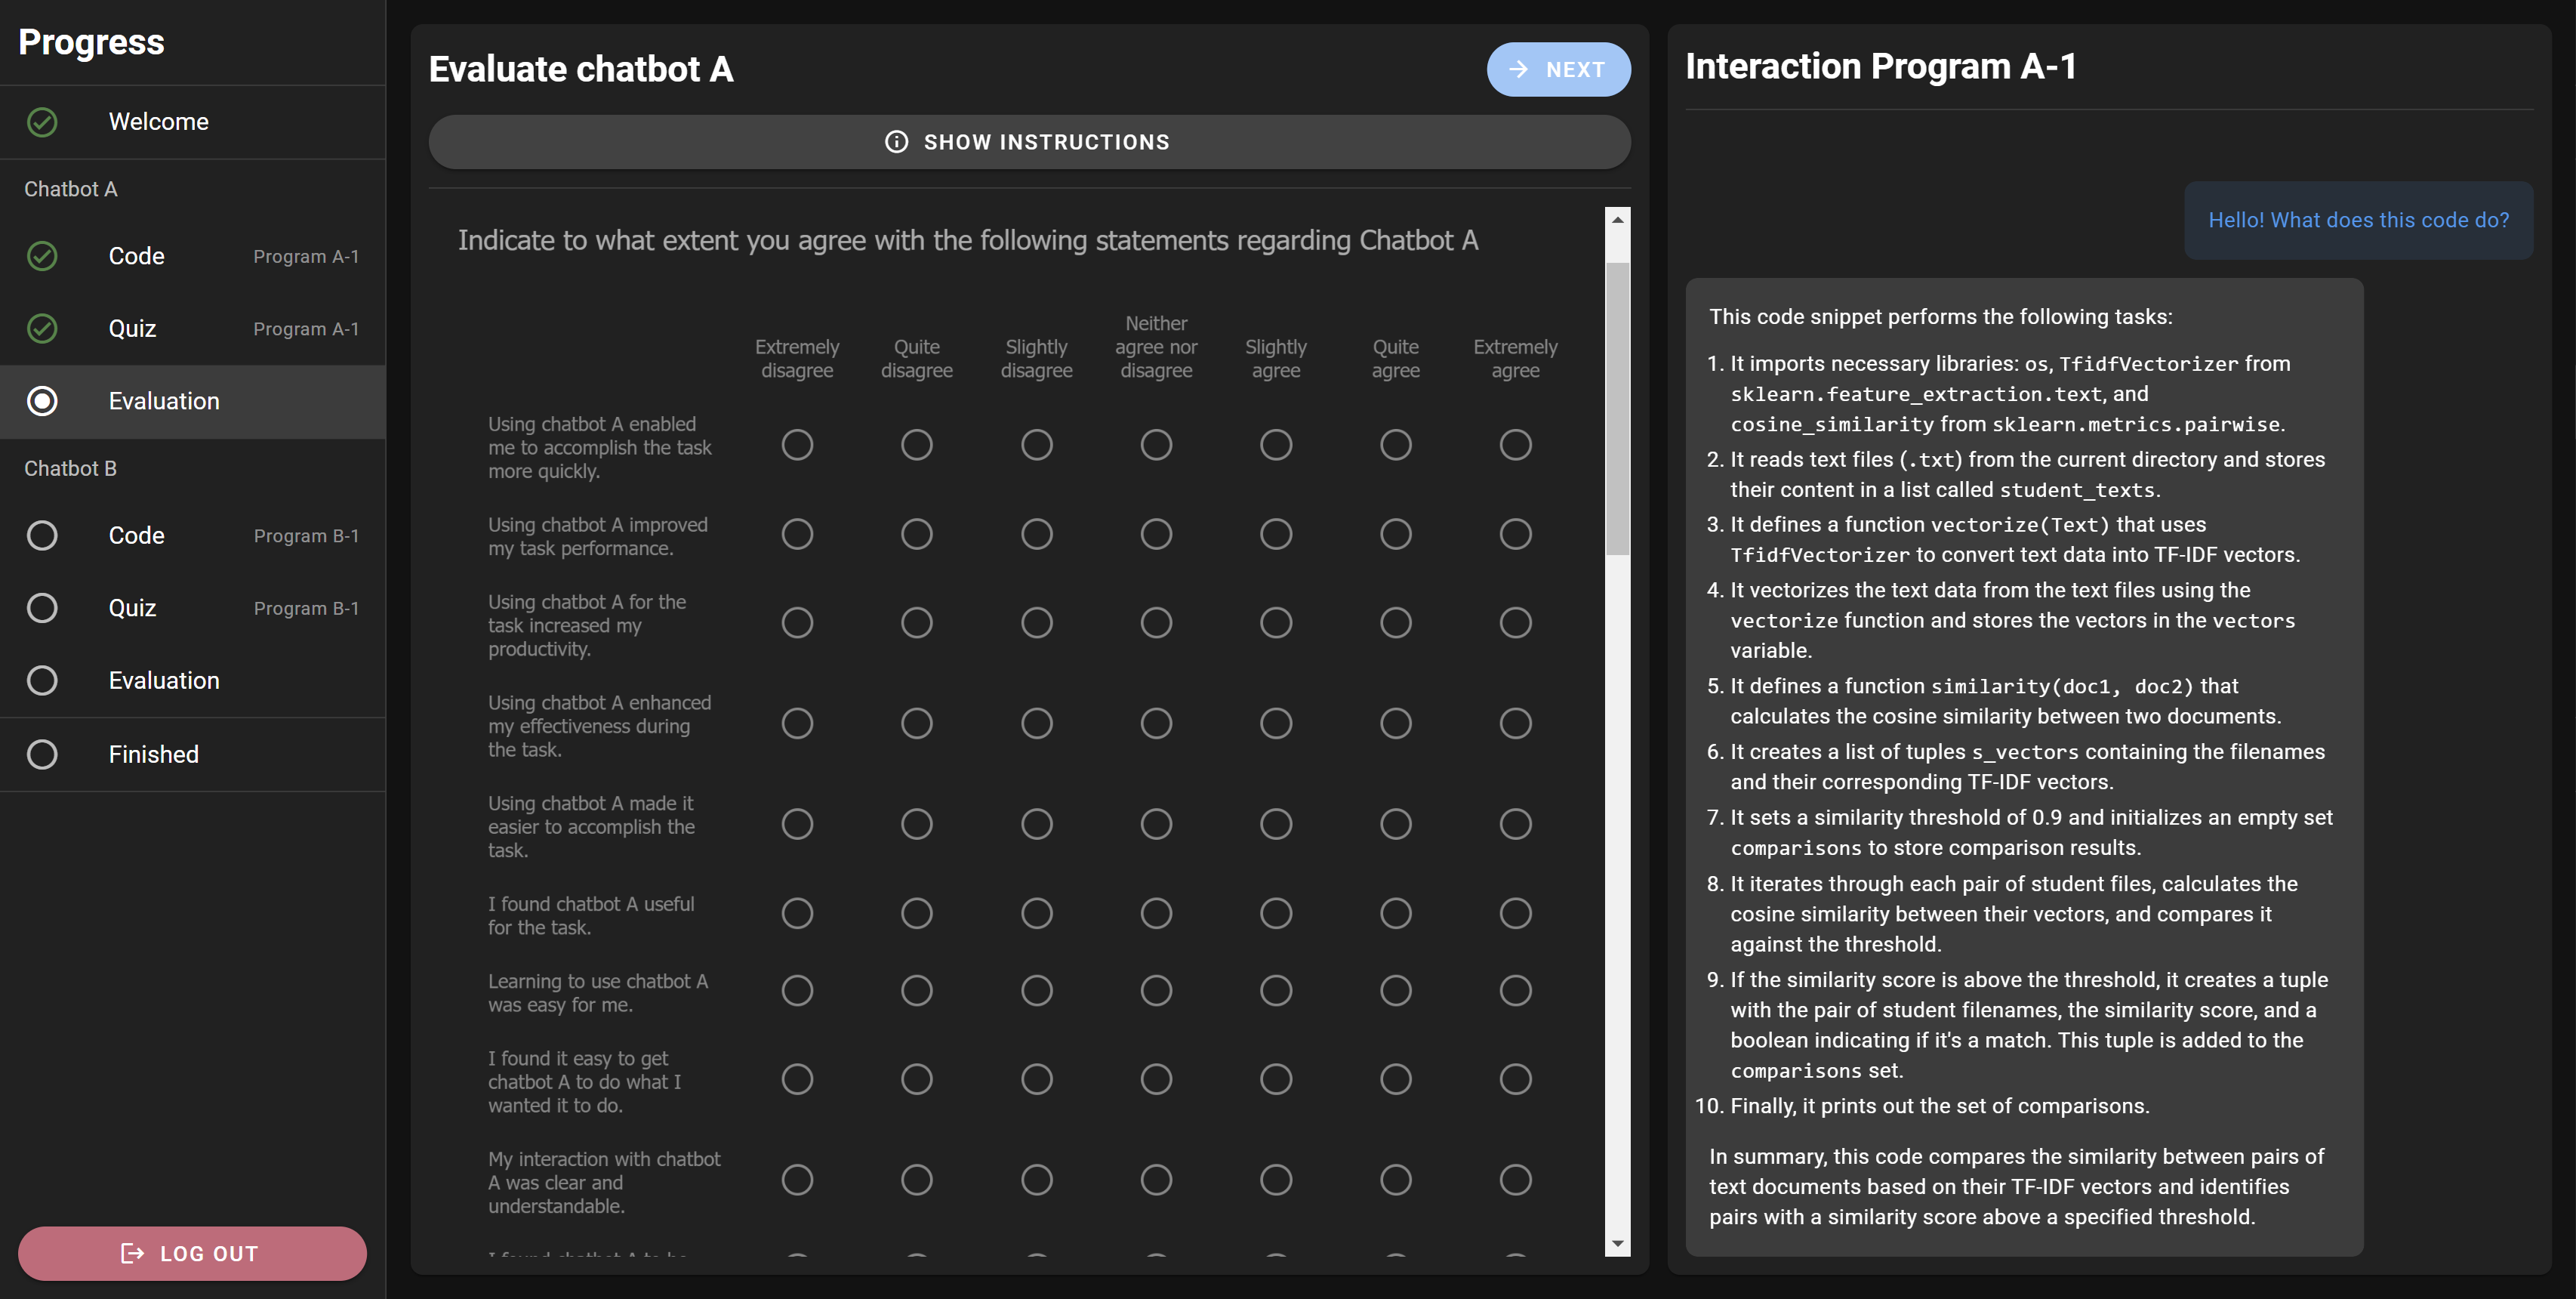 Progress
Welcome
Chatbot A
Code Program A-1
Quiz Program A-1
Evaluation
Chatbot B
Code Program B-1
Quiz Program B-1
Evaluation
Finished
LOG OUT
Evaluate chatbot A
NEXT
SHOW INSTRUCTIONS
Indicate to what extent you agree with the following statements regarding Chatbot A
Extremely
disagree
Quite
disagree
Slightly
disagree
Neither
agree nor
disagree
Slightly
agree
Quite
agree
Extremely
agree
Using chatbot A enabled
me to accomplish the task
more quickly.
Using chatbot A improved
my task performance.
Using chatbot A for the
task increased my
productivity.
Using chatbot A enhanced
my effectiveness during
the task.
Using chatbot A made it
easier to accomplish the
task.
I found chatbot A useful
for the task.
Learning to use chatbot A
was easy for me.
I found it easy to get
chatbot A to do what I
wanted it to do.
My interaction with chatbot
A was clear and
understandable.
I found chatbot A to be
Interaction Program A-1
Hello! What does this code do?
This code snippet performs the following tasks:
1. It imports necessary libraries: os, TfidfVectorizer from
sklearn.feature_extraction.text, and
cosine_similarity from sklearn.metrics.pairwise.
2. It reads text files (.txt) from the current directory and stores
their content in a list called student_texts.
3. It defines a function vectorize(Text) that uses
TfidfVectorizer to convert text data into TF-IDF vectors.
4. It vectorizes the text data from the text files using the
vectorize function and stores the vectors in the vectors
variable.
5. It defines a function similarity(doc1, doc2) that
calculates the cosine similarity between two documents.
6. It creates a list of tuples s_vectors containing the filenames
and their corresponding TF-IDF vectors.
7. It sets a similarity threshold of 0.9 and initializes an empty set
comparisons to store comparison results.
8. It iterates through each pair of student files, calculates the
cosine similarity between their vectors, and compares it
against the threshold.
9. If the similarity score is above the threshold, it creates a tuple
with the pair of student filenames, the similarity score, and a
boolean indicating if it's a match. This tuple is added to the
comparisons set.
10. Finally, it prints out the set of comparisons.
In summary, this code compares the similarity between pairs of
text documents based on their TF-IDF vectors and identifies
pairs with a similarity score above a specified threshold.